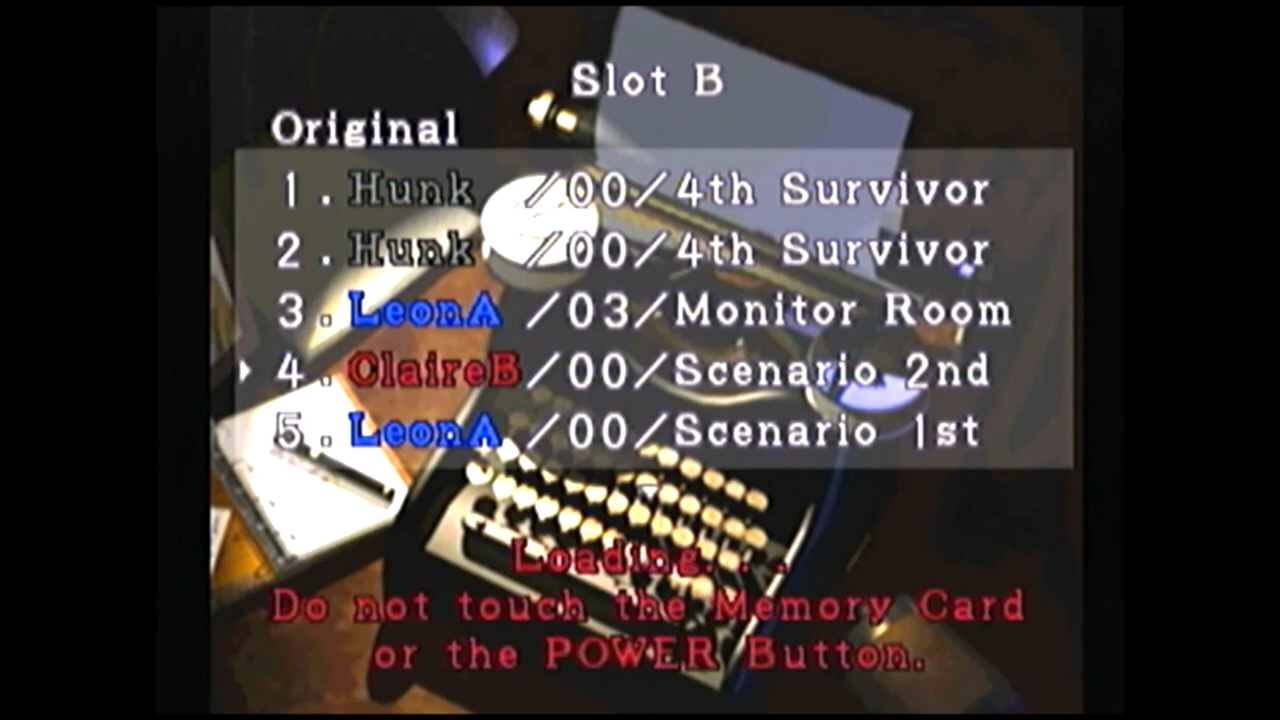 Slot B
Original
1. Hunk /00/4th Survivor
2. Hunk /00/4th Survivor
3. LeonA /03/Monitor Room
4. ClaireB/00/Scenario 2nd
5. LeonA /00/Scenario 1st
Loading...
Do not touch the Memory Card
or the POWER Button.